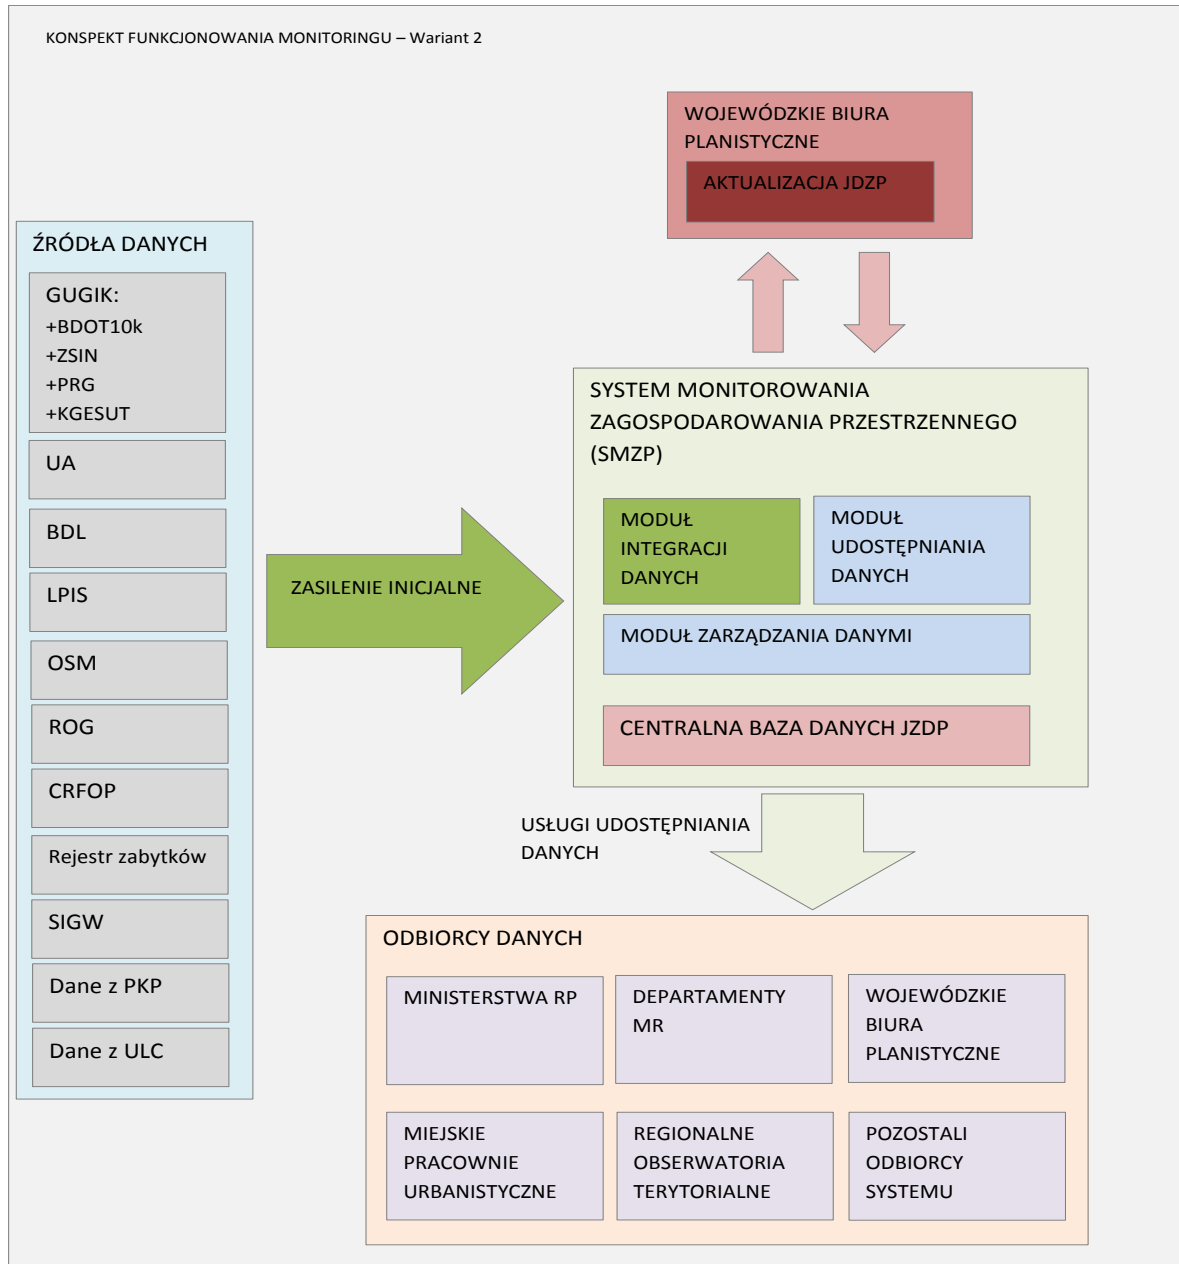 KONSPEKT FUNKCJONOWANIA MONITORINGU – Wariant 2
WOJEWÓDZKIE BIURA
PLANISTYCZNE
AKTUALIZACJA JDZP
ŹRÓDŁA DANYCH
GUGIK:
+BDOT10k
+ZSIN
+PRG
+KGESUT
UA
BDL
LPIS
OSM
ROG
CRFOP
Rejestr zabytków
SIGW
Dane z PKP
Dane z ULC
ZASILENIE INICJALNE
SYSTEM MONITOROWANIA
ZAGOSPODAROWANIA PRZESTRZENNEGO
(SMZP)
MODUŁ
INTEGRACJI
DANYCH
MODUŁ
UDOSTĘPNIANIA
DANYCH
MODUŁ ZARZĄDZANIA DANYMI
CENTRALNA BAZA DANYCH JZDP
USŁUGI UDOSTĘPNIANIA
DANYCH
ODBIORCY DANYCH
MINISTERSTWA RP
DEPARTAMENTY
MR
WOJEWÓDZKIE
BIURA
PLANISTYCZNE
MIEJSKIE
PRACOWNIE
URBANISTYCZNE
REGIONALNE
OBSERWATORIA
TERYTORIALNE
POZOSTALI
ODBIORCY
SYSTEMU